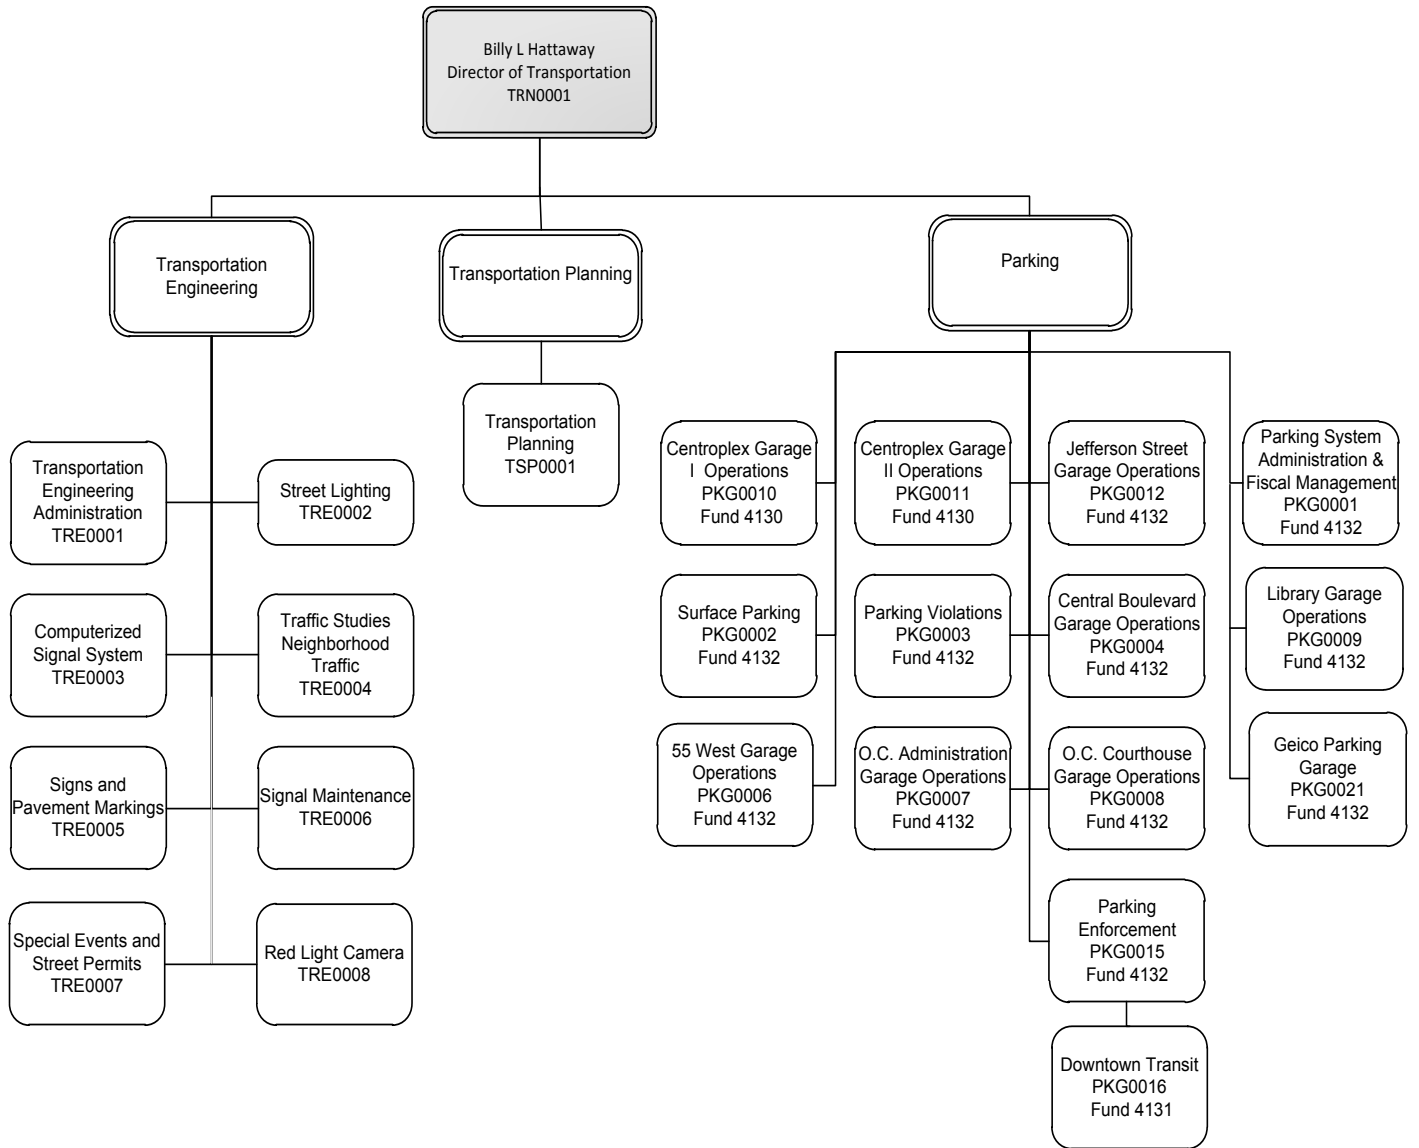 Billy L Hattaway
Director of Transportation
TRN0001
Transportation
Engineering
Transportation Planning
Parking
Transportation
Planning
TSP0001
Transportation
Engineering
Administration
TRE0001
Street Lighting
TRE0002
Computerized
Signal System
TRE0003
Traffic Studies
Neighborhood
Traffic
TRE0004
Signs and
Pavement Markings
TRE0005
Signal Maintenance
TRE0006
Special Events and
Street Permits
TRE0007
Red Light Camera
TRE0008
Centroplex Garage
I Operations
PKG0010
Fund 4130
Centroplex Garage
II Operations
PKG0011
Fund 4130
Jefferson Street
Garage Operations
PKG0012
Fund 4132
Parking System
Administration &
Fiscal Management
PKG0001
Fund 4132
Surface Parking
PKG0002
Fund 4132
Parking Violations
PKG0003
Fund 4132
Central Boulevard
Garage Operations
PKG0004
Fund 4132
Library Garage
Operations
PKG0009
Fund 4132
55 West Garage
Operations
PKG0006
Fund 4132
O.C. Administration
Garage Operations
PKG0007
Fund 4132
O.C. Courthouse
Garage Operations
PKG0008
Fund 4132
Geico Parking
Garage
PKG0021
Fund 4132
Parking
Enforcement
PKG0015
Fund 4132
Downtown Transit
PKG0016
Fund 4131